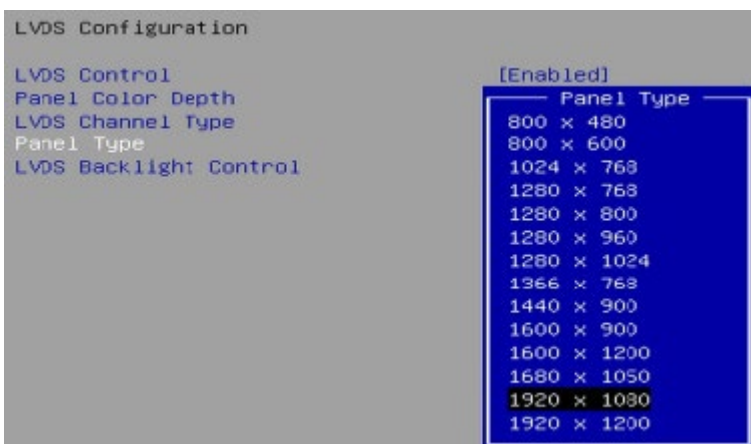 LVDS Configuration
LVDS Control [Enabled]
Panel Color Depth
LVDS Channel Type
Panel Type
LVDS Backlight Control
Panel Type
800 x 480
800 x 600
1024 x 768
1280 x 768
1280 x 800
1280 x 960
1280 x 1024
1366 x 768
1440 x 900
1600 x 900
1600 x 1200
1680 x 1050
1920 x 1080
1920 x 1200